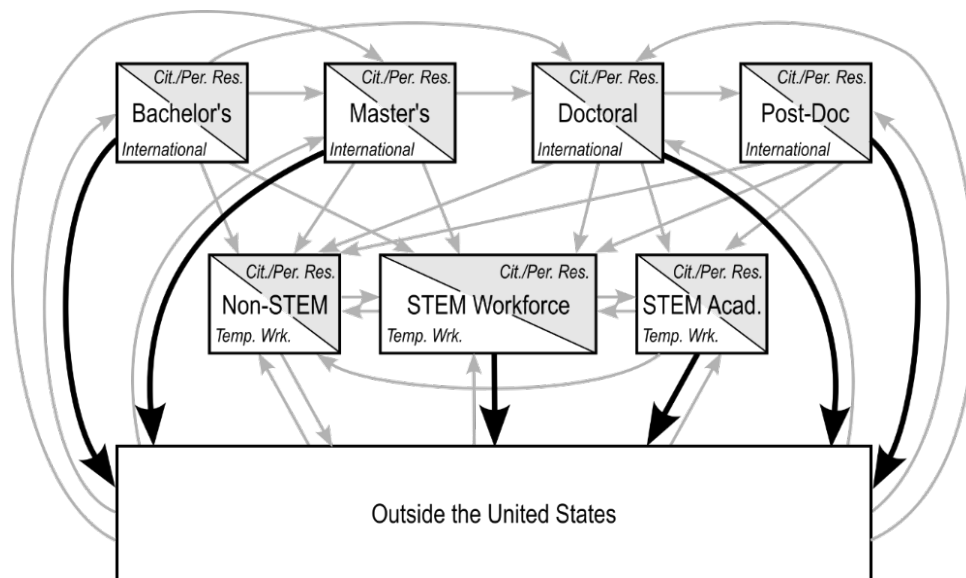 Cit./Per. Res.
Bachelor's
International
Cit./Per. Res.
Master's
International
Cit./Per. Res.
Doctoral
International
Cit./Per. Res.
Post-Doc
International
Cit./Per. Res.
Non-STEM
Temp. Wrk.
Cit./Per. Res.
STEM Workforce
Temp. Wrk.
Cit./Per. Res.
STEM Acad.
Temp. Wrk.
Outside the United States